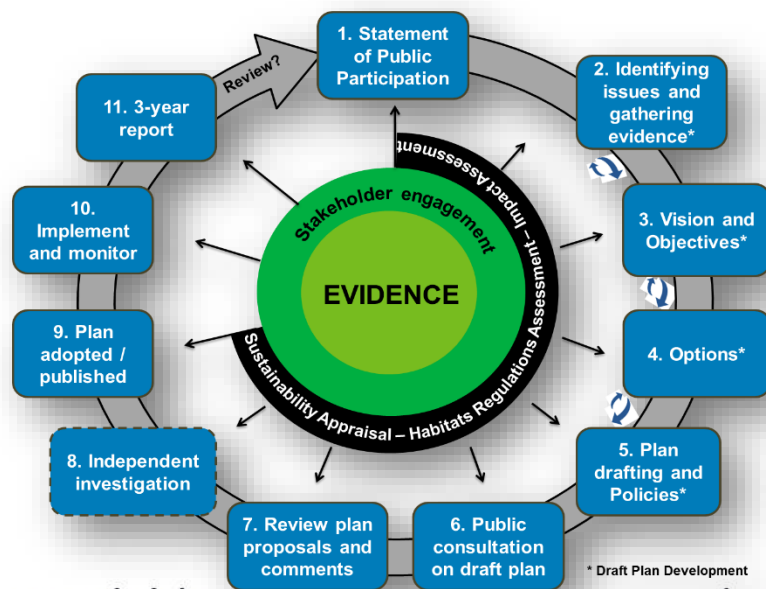 1. Statement
of Public
Participation
2. Identifying
issues and
gathering
evidence*
3. Vision and
Objectives*
4. Options*
5. Plan
drafting and
Policies*
6. Public
consultation
on draft plan
7. Review plan
proposals and
comments
8. Independent
investigation
9. Plan
adopted /
published
10.
Implement
and monitor
11. 3-year
report
Review?
Stakeholder engagement
EVIDENCE
Sustainability Appraisal – Habitats Regulations Assessment – Impact Assessment
* Draft Plan Development